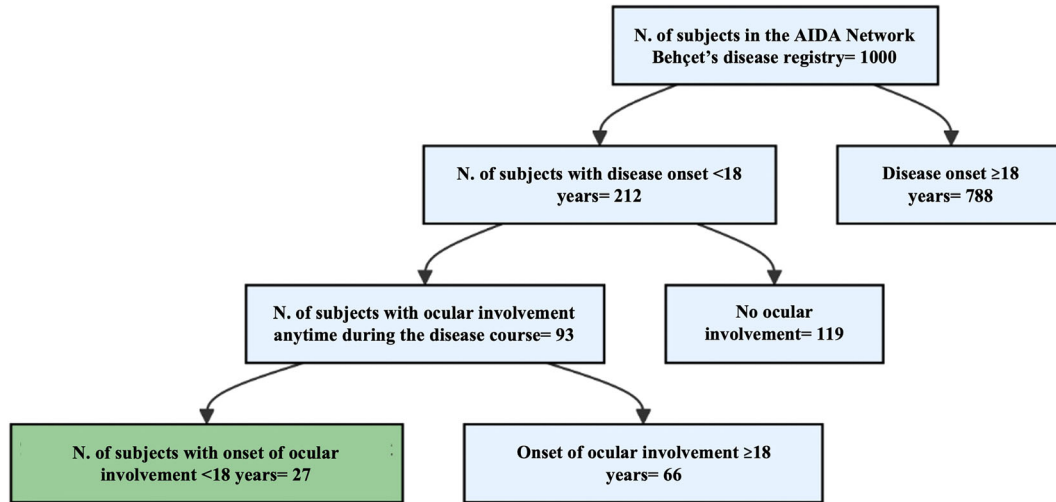 N. of subjects in the AIDA Network
Behçet's disease registry= 1000
N. of subjects with disease onset <18
years= 212
Disease onset ≥18
years= 788
N. of subjects with ocular involvement
anytime during the disease course= 93
No ocular
involvement= 119
N. of subjects with onset of ocular
involvement <18 years= 27
Onset of ocular involvement ≥18
years= 66